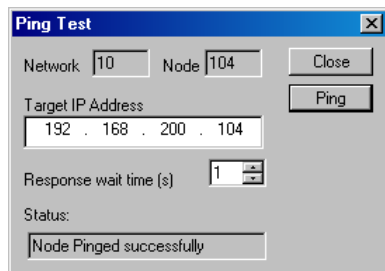 Ping Test
Network 10 Node 104 Close
Target IP Address Ping
192 . 168 . 200 . 104
Response wait time (s) 1
Status:
Node Pinged successfully